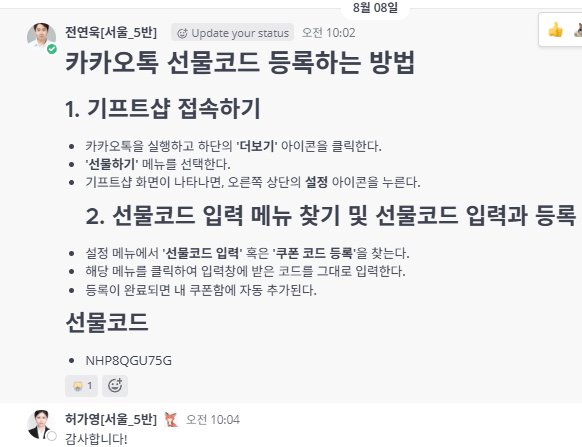 8월 08일
전연욱[서울_5반] Update your status 오전 10:02
카카오톡 선물코드 등록하는 방법
1. 기프트샵 접속하기
카카오톡을 실행하고 하단의 '더보기' 아이콘을 클릭한다.
'선물하기' 메뉴를 선택한다.
기프트샵 화면이 나타나면, 오른쪽 상단의 설정 아이콘을 누른다.
2. 선물코드 입력 메뉴 찾기 및 선물코드 입력과 등록
설정 메뉴에서 '선물코드 입력' 혹은 '쿠폰 코드 등록'을 찾는다.
해당 메뉴를 클릭하여 입력창에 받은 코드를 그대로 입력한다.
등록이 완료되면 내 쿠폰함에 자동 추가된다.
선물코드
NHP8QGU75G
1
허가영[서울_5반] 오전 10:04
감사합니다!